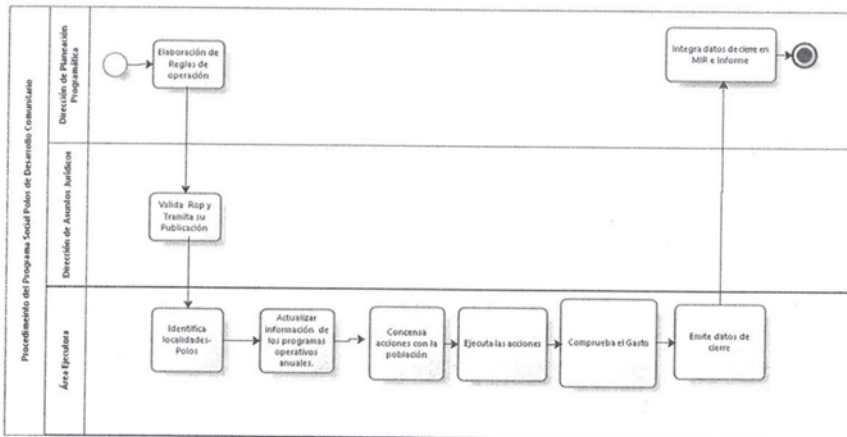 Procedimeinto del Programa Social Polos de Desarrollo Comunitario
Dirección de Planeación
Programática
Elaboración de
Reglas de
operación
Integra datos de cierre en
MIR e Informe
Dirección de Asuntos Jurídicos
Valida Rop y
Tramita su
Publicación
Área Ejecutora
Identifica
localidades-
Polos
Actualizar
información de
los programas
operativos
anuales.
Concensa
acciones con la
población
Ejecuta las acciones
Comprueba el Gasto
Emite datos de
cierre